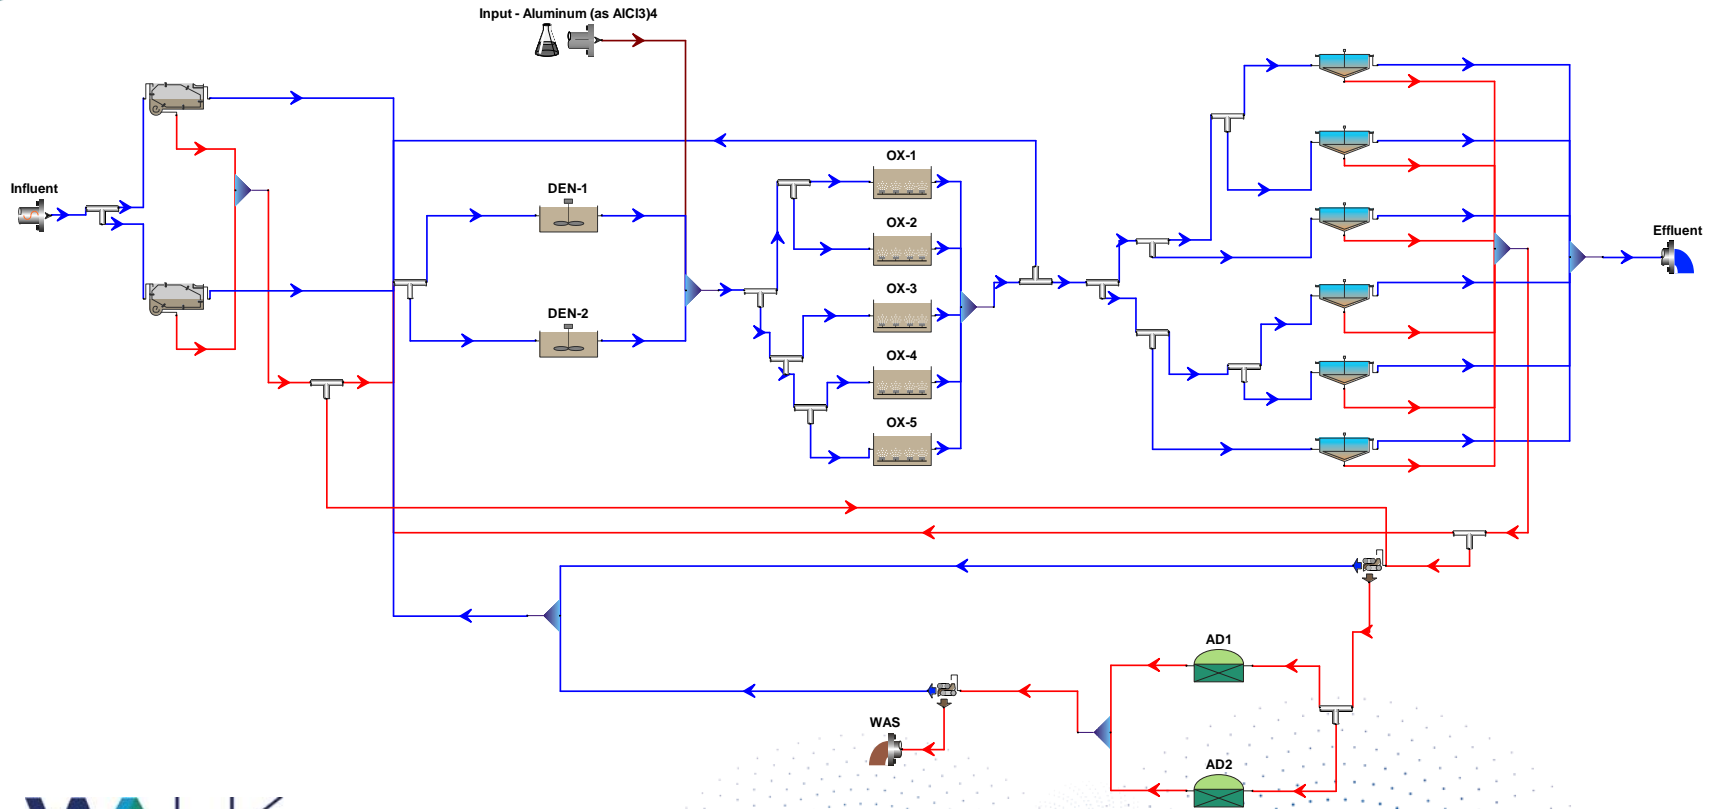 Input - Aluminum (as AlCl3)4
Influent
DEN-1
DEN-2
OX-1
OX-2
OX-3
OX-4
OX-5
Effluent
AD1
WAS
AD2